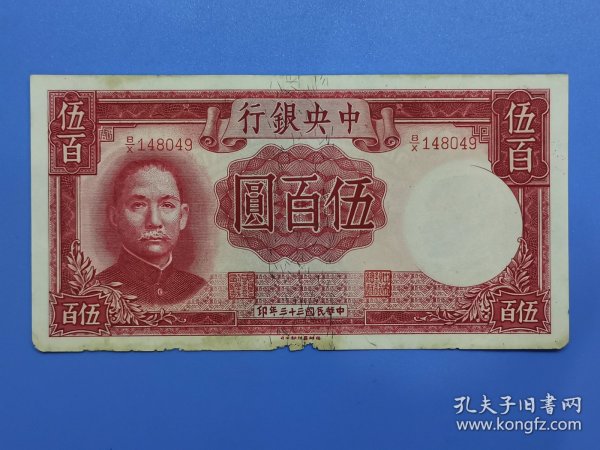 中央銀行
伍百
伍百
B/X 148049
B/X 148049
伍百圓
伍百
伍百
中華民國三十三年印
孔夫子旧書网
www.kongfz.com